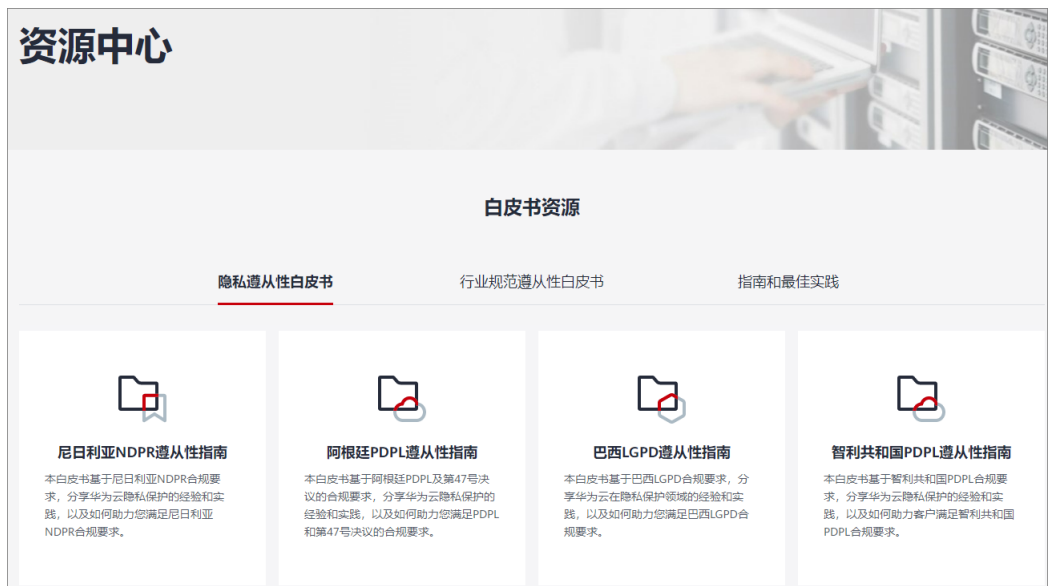 资源中心
白皮书资源
隐私遵从性白皮书
行业规范遵从性白皮书
指南和最佳实践
尼日利亚NDPR遵从性指南
本白皮书基于尼日利亚NDPR合规要
求，分享华为云隐私保护的经验和实
践，以及如何助力您满足尼日利亚
NDPR合规要求。
阿根廷PDPL遵从性指南
本白皮书基于阿根廷PDPL及第47号决
议的合规要求，分享华为云隐私保护的
经验和实践，以及如何助力您满足PDPL
和第47号决议的合规要求。
巴西LGPD遵从性指南
本白皮书基于巴西LGPD合规要求，分
享华为云在隐私保护领域的经验和实
践，以及如何助力您满足巴西LGPD合
规要求。
智利共和国PDPL遵从性指南
本白皮书基于智利共和国PDPL合规要
求，分享华为云隐私保护的经验和实
践，以及如何助力客户满足智利共和国
PDPL合规要求。